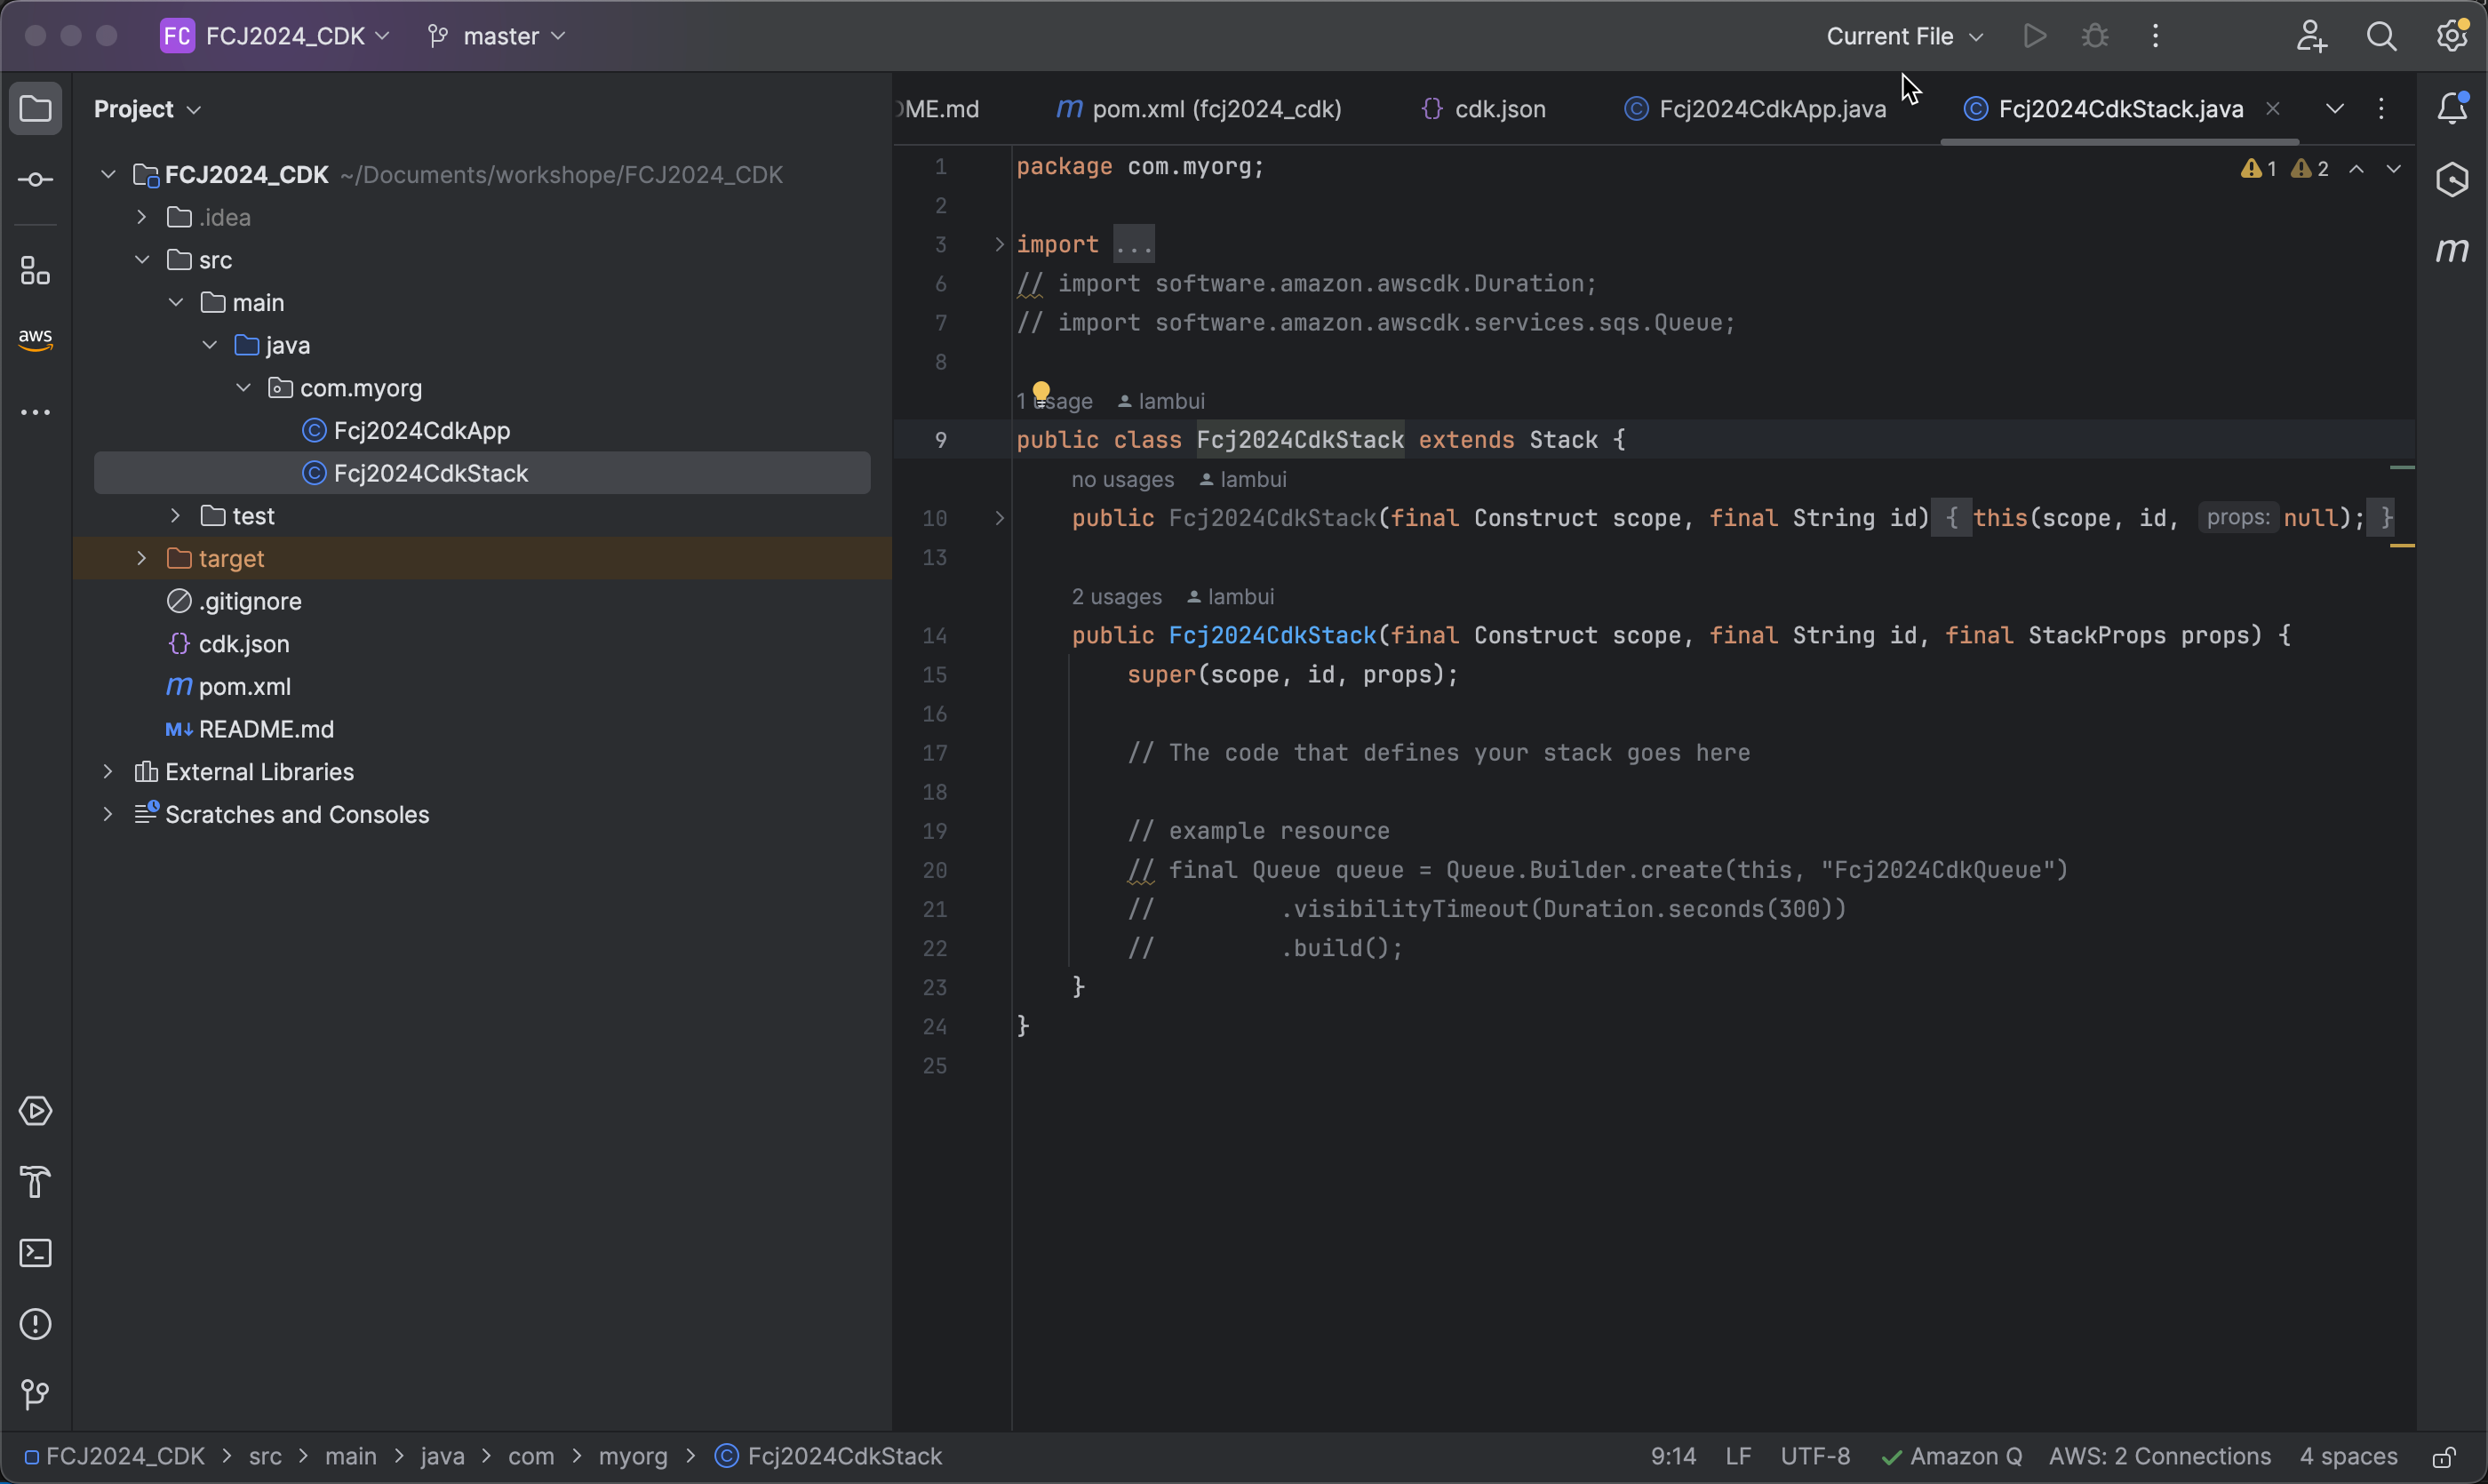 FC FCJ2024_CDK master Current File
Project
FCJ2024_CDK ~/Documents/workshope/FCJ2024_CDK
.idea
src
main
java
com.myorg
Fcj2024CdkApp
Fcj2024CdkStack
test
target
.gitignore
{} cdk.json
m pom.xml
M↓ README.md
External Libraries
Scratches and Consoles
aws
ME.md m pom.xml (fcj2024_cdk) {} cdk.json © Fcj2024CdkApp.java © Fcj2024CdkStack.java
1 2
m
1 package com.myorg;
2
3 import ...
6 // import software.amazon.awscdk.Duration;
7 // import software.amazon.awscdk.services.sqs.Queue;
8
1 usage lambui
9 public class Fcj2024CdkStack extends Stack {
no usages lambui
10 public Fcj2024CdkStack(final Construct scope, final String id) { this(scope, id, props: null); }
13
2 usages lambui
14 public Fcj2024CdkStack(final Construct scope, final String id, final StackProps props) {
15 super(scope, id, props);
16
17 // The code that defines your stack goes here
18
19 // example resource
20 // final Queue queue = Queue.Builder.create(this, "Fcj2024CdkQueue")
21 // .visibilityTimeout(Duration.seconds(300))
22 // .build();
23 }
24 }
25
FCJ2024_CDK > src > main > java > com > myorg > © Fcj2024CdkStack 9:14 LF UTF-8 ✓ Amazon Q AWS: 2 Connections 4 spaces